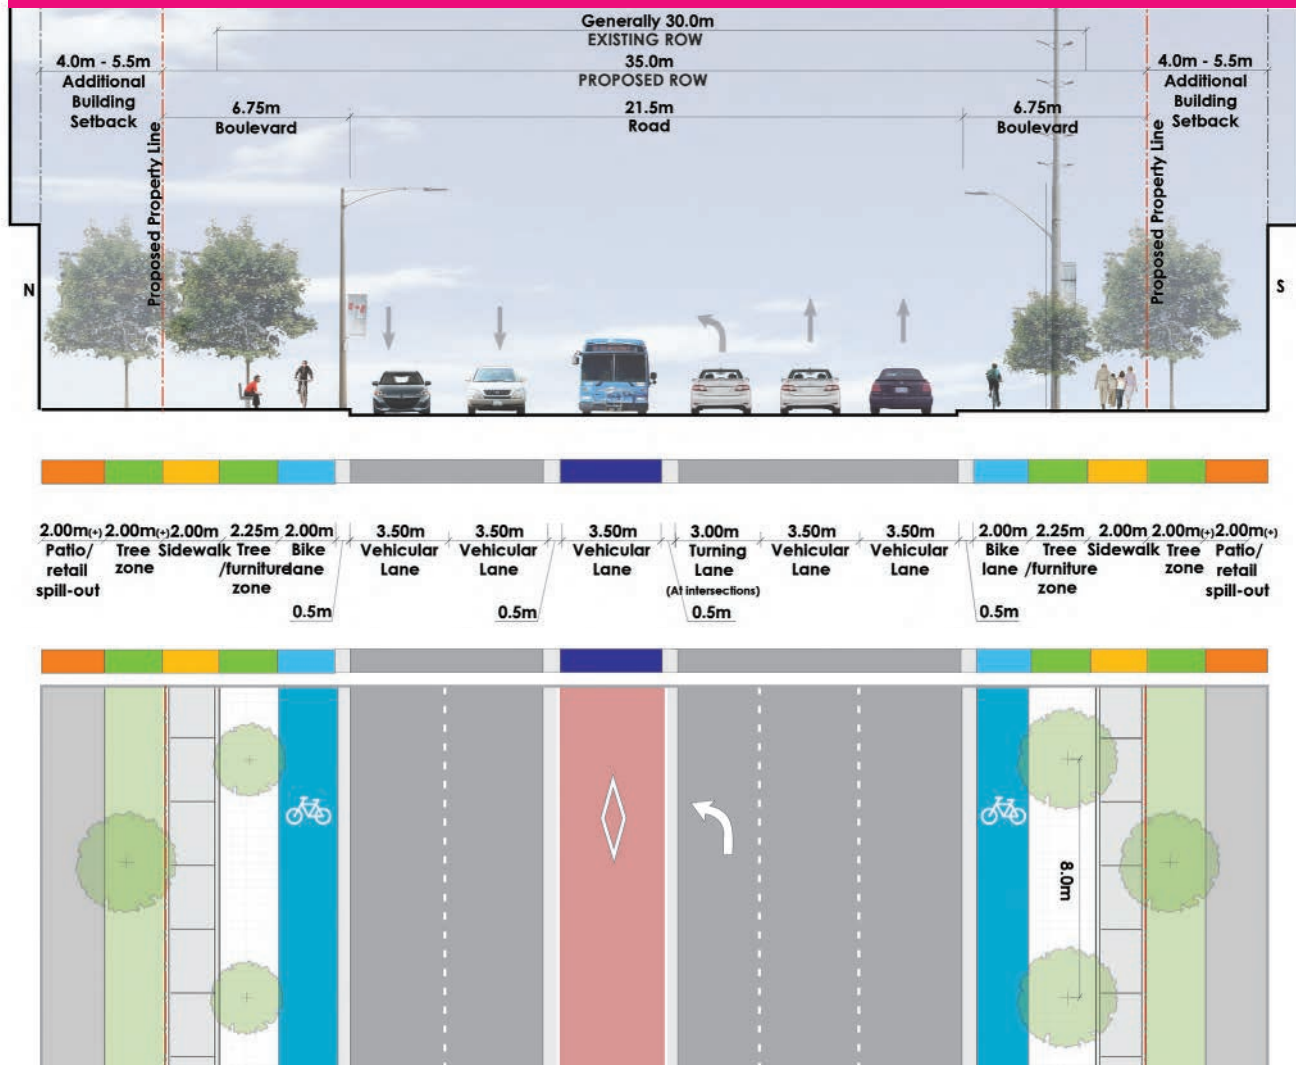 Generally 30.0m
EXISTING ROW
4.0m - 5.5m
Additional
Building
Setback
35.0m
PROPOSED ROW
4.0m - 5.5m
Additional
Building
Setback
6.75m
Boulevard
21.5m
Road
6.75m
Boulevard
Proposed Property Line
Proposed Property Line
N
S
2.00m(+) 2.00m(+) 2.00m 2.25m 2.00m 3.50m 3.50m 3.50m 3.00m 3.50m 3.50m 2.00m 2.25m 2.00m 2.00m(+) 2.00m(+)
Patio/
retail
spill-out
Tree
zone
Sidewalk
Tree
/furniture
zone
Bike
lane
Vehicular
Lane
Vehicular
Lane
Vehicular
Lane
Turning
Lane
(At intersections)
Vehicular
Lane
Vehicular
Lane
Bike
lane
Tree
/furniture
zone
Sidewalk
Tree
zone
Patio/
retail
spill-out
0.5m
0.5m
0.5m
0.5m
8.0m